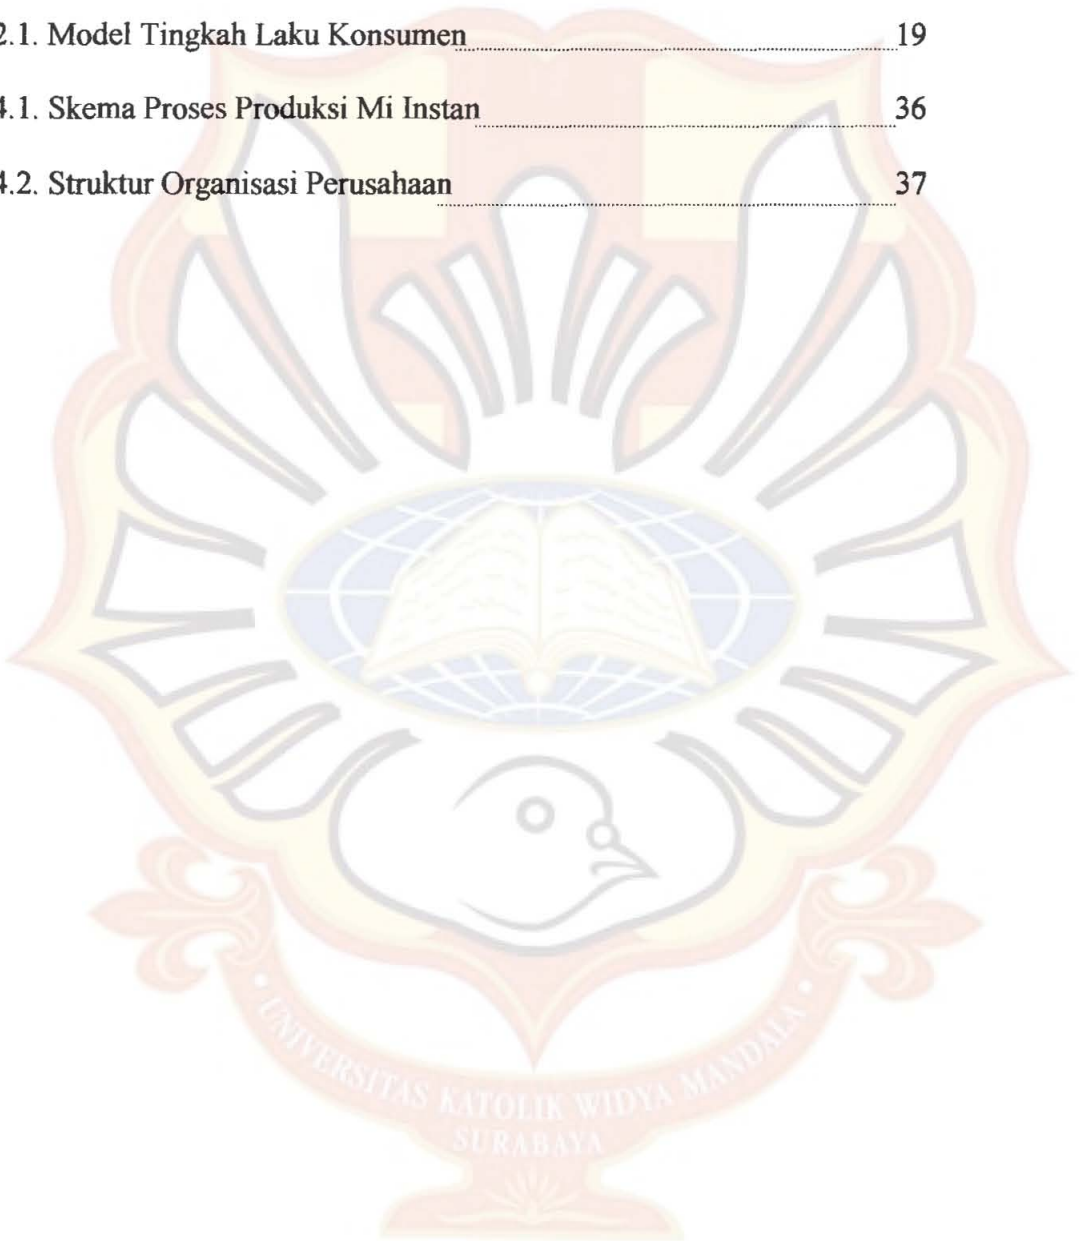 2.1. Model Tingkah Laku Konsumen 19
4.1. Skema Proses Produksi Mi Instan 36
4.2. Struktur Organisasi Perusahaan 37
• UNIVERSITAS KATOLIK WIDYA MANDALA •
SURABAYA